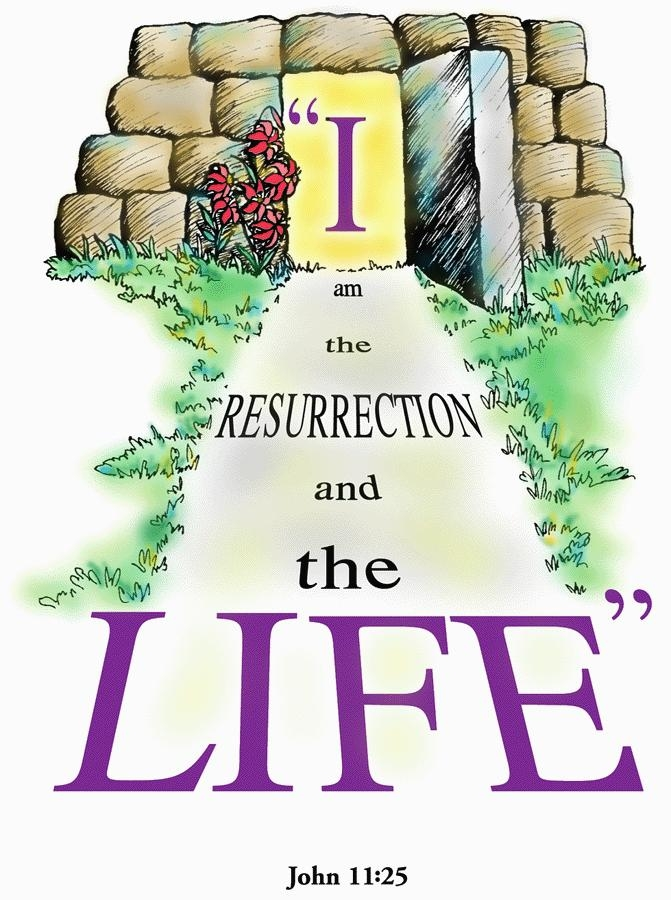 “I
am
the
RESURRECTION
and
the
LIFE”
John 11:25